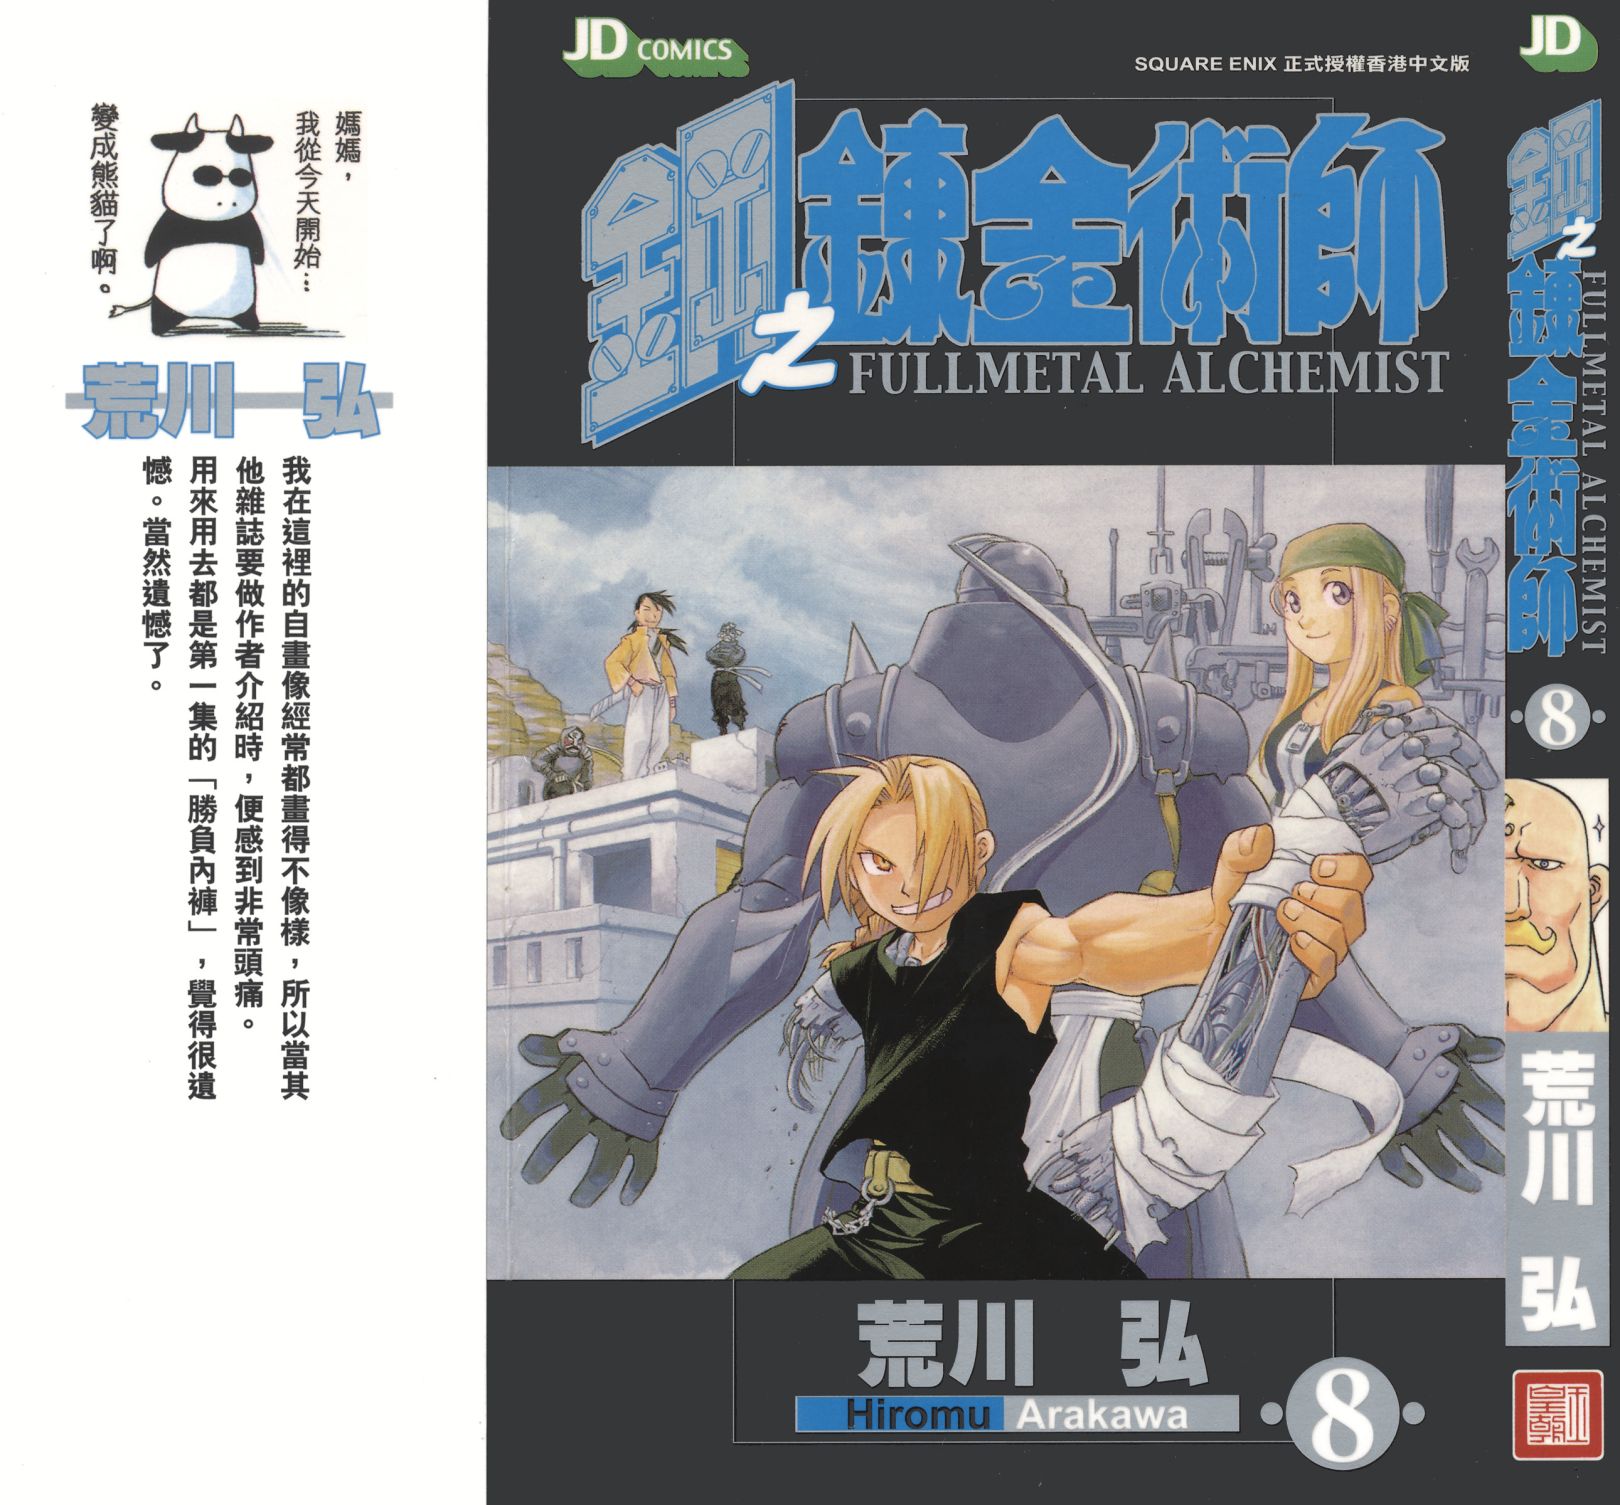 媽媽，
我從今天開始…
變成熊貓了啊。
荒川 弘
我在這裡的自畫像經常都畫得不像樣，所以當其
他雜誌要做作者介紹時，便感到非常頭痛。
用來用去都是第一集的「勝負內褲」，覺得很遺
憾。當然遺憾了。
JD COMICS
SQUARE ENIX 正式授權香港中文版
鋼之鍊金術師
FULLMETAL ALCHEMIST
荒川 弘
Hiromu Arakawa
8
JD
鋼之鍊金術師
FULLMETAL ALCHEMIST
8
荒川 弘
玉皇朝